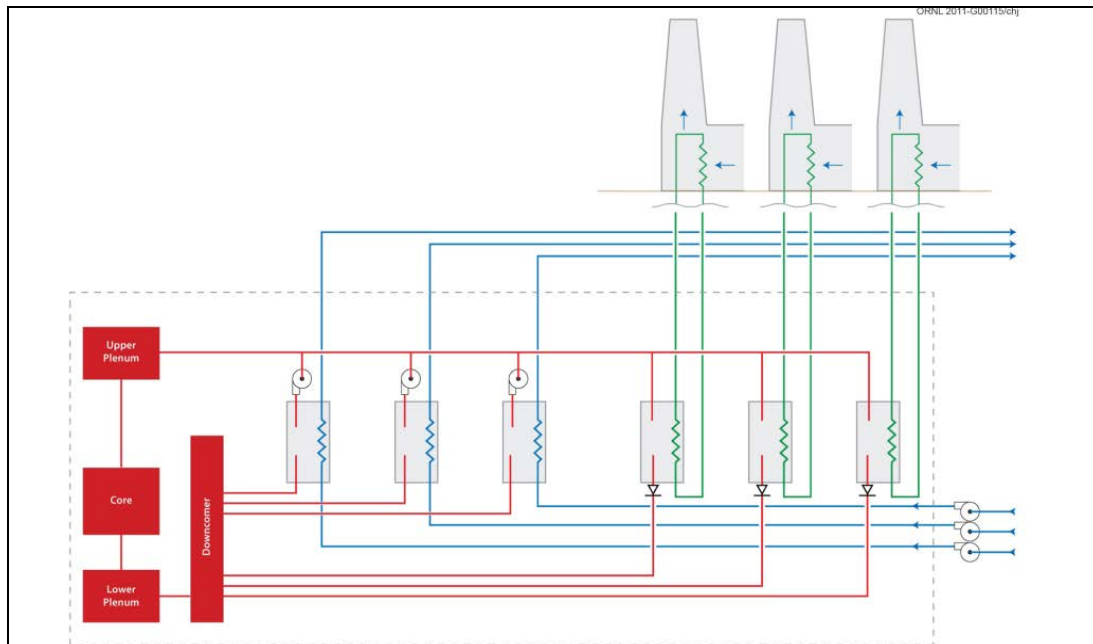 ORNL 2011-G00115/chj
Upper
Plenum
Core
Downcomer
Lower
Plenum